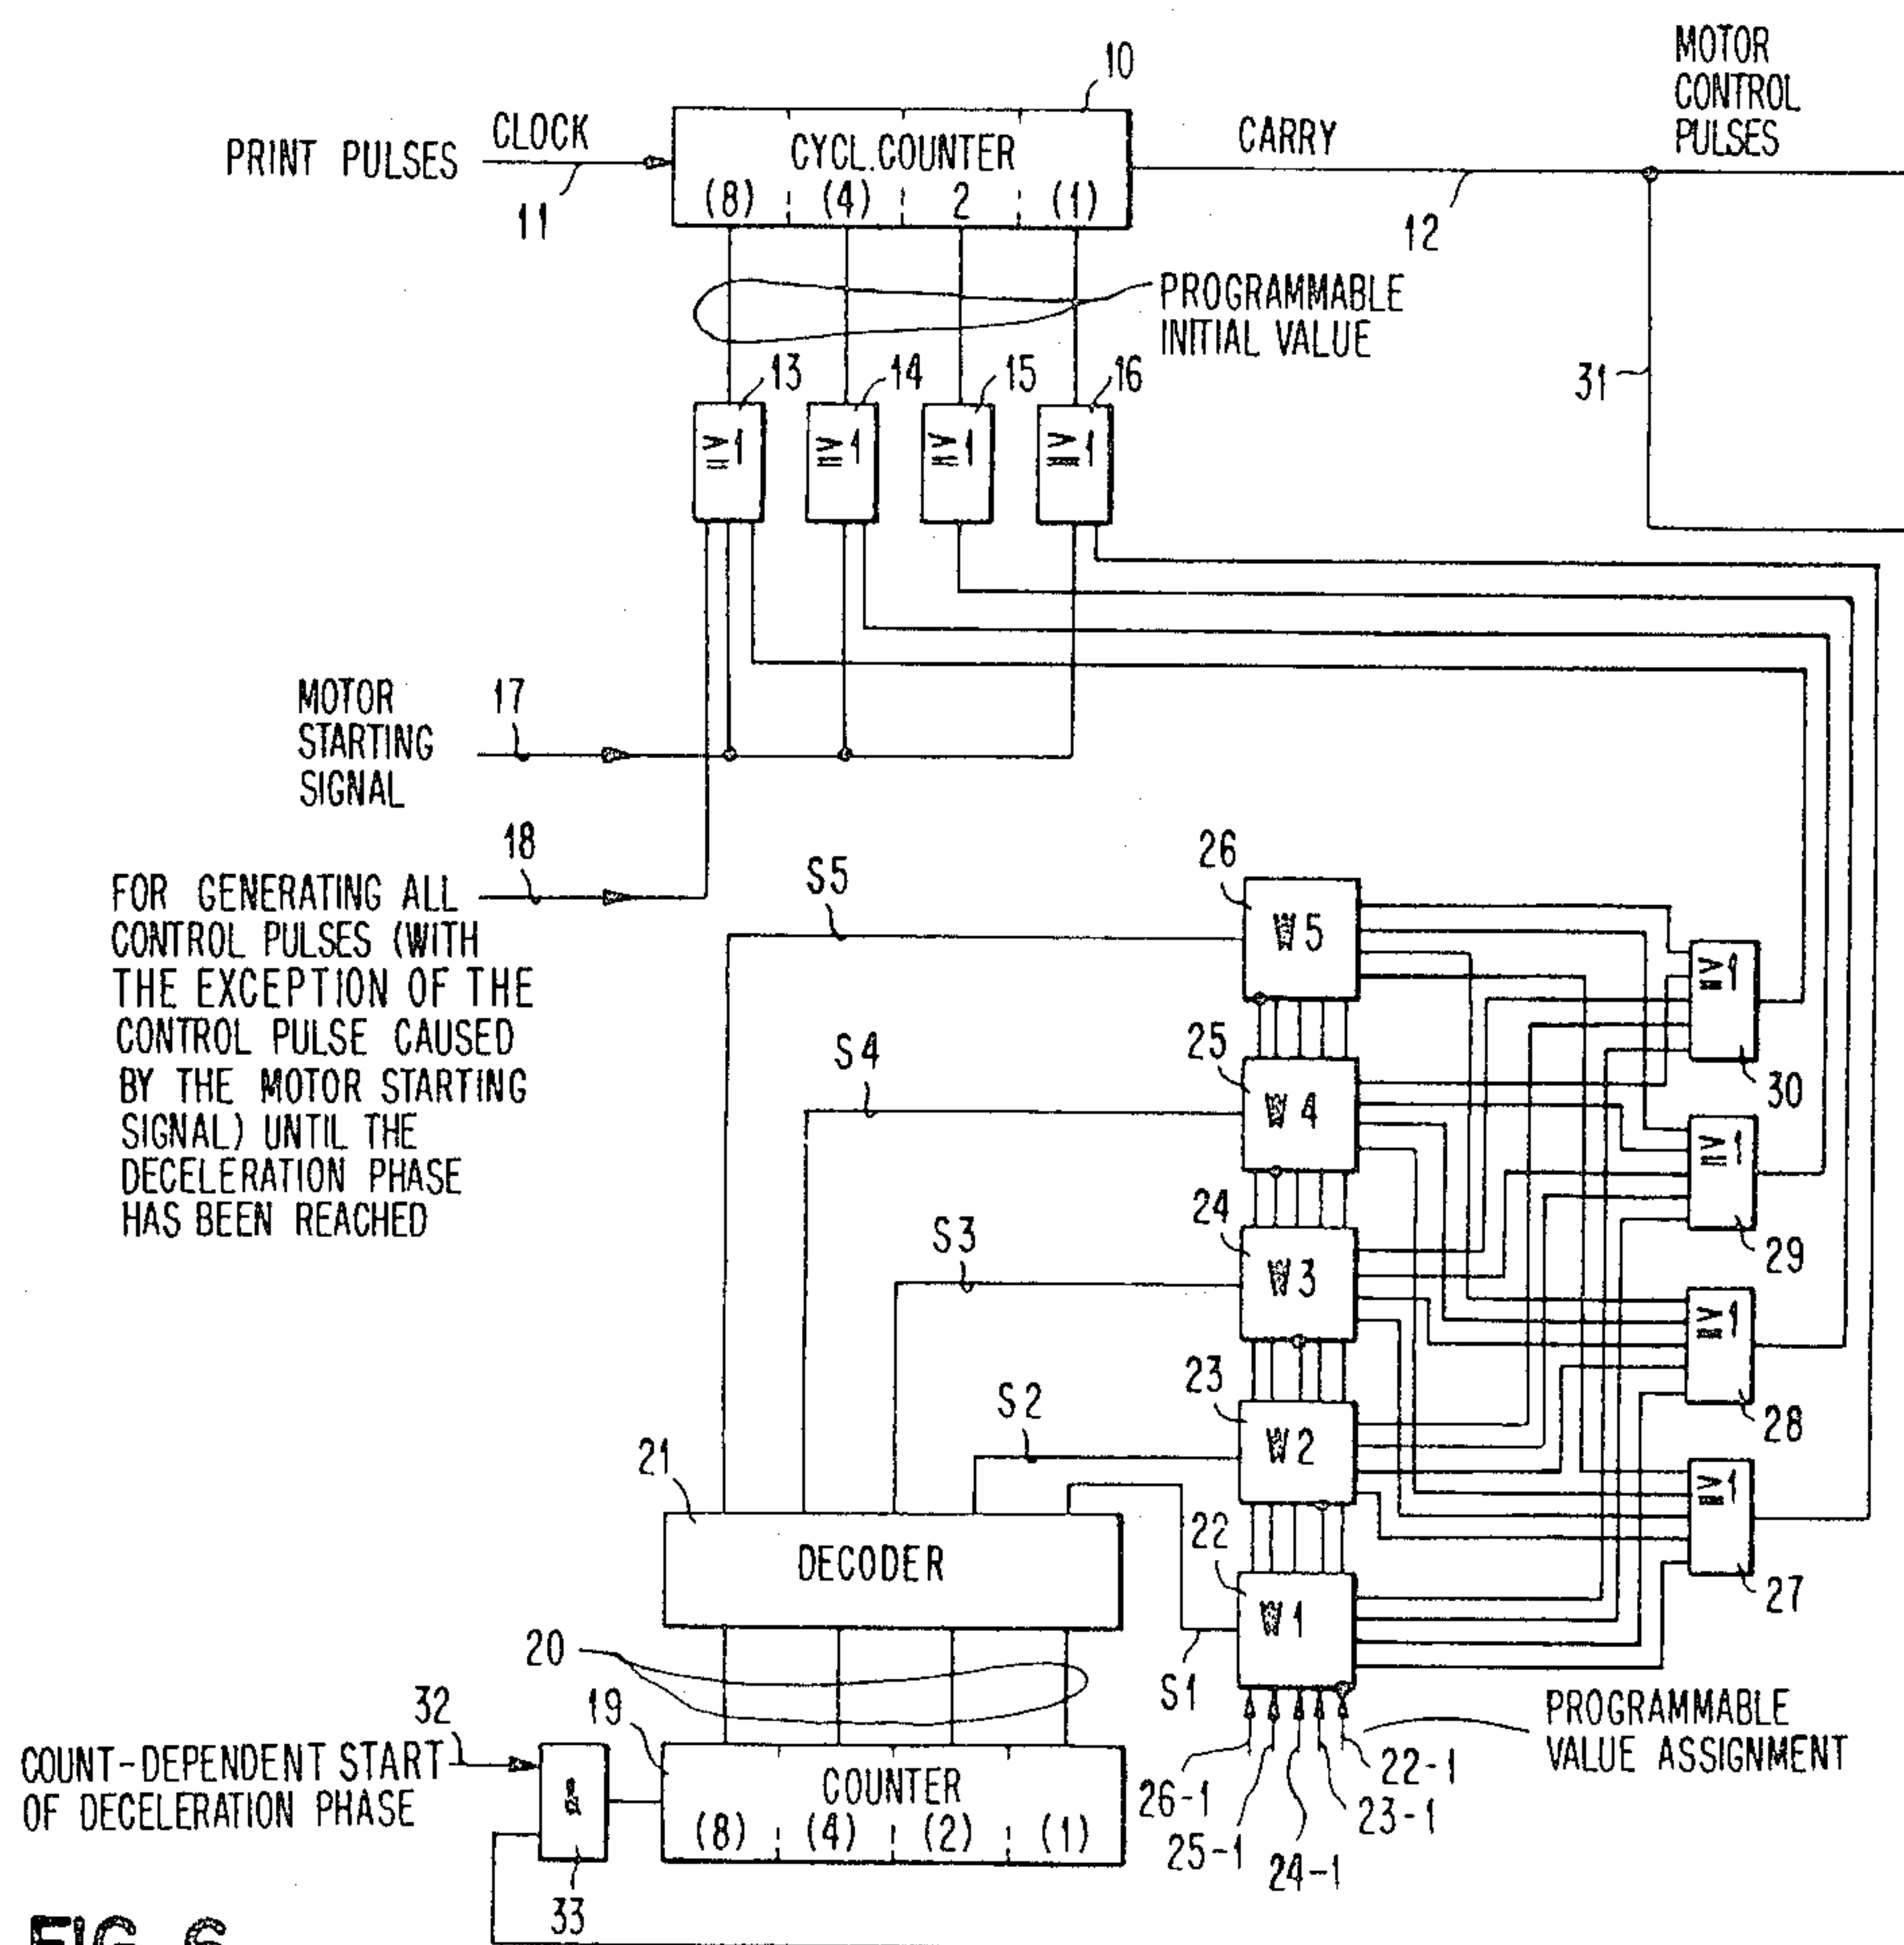 MOTOR
CONTROL
PULSES
10
PRINT PULSES
CLOCK
11
CYCL.COUNTER
(8) (4) 2 (1)
CARRY
12
PROGRAMMABLE
INITIAL VALUE
31
13
14
15
16
≥1
≥1
≥1
≥1
MOTOR
STARTING
SIGNAL
17
18
FOR GENERATING ALL
CONTROL PULSES (WITH
THE EXCEPTION OF THE
CONTROL PULSE CAUSED
BY THE MOTOR STARTING
SIGNAL) UNTIL THE
DECELERATION PHASE
HAS BEEN REACHED
S5
26
W5
≥1
30
S4
25
W4
≥1
29
S3
24
W3
≥1
28
S2
23
W2
≥1
27
21
DECODER
22
W1
S1
20
32
19
COUNT-DEPENDENT START
OF DECELERATION PHASE
33
COUNTER
(8) (4) (2) (1)
26-1
25-1
24-1
23-1
22-1
PROGRAMMABLE
VALUE ASSIGNMENT
FIG. 6